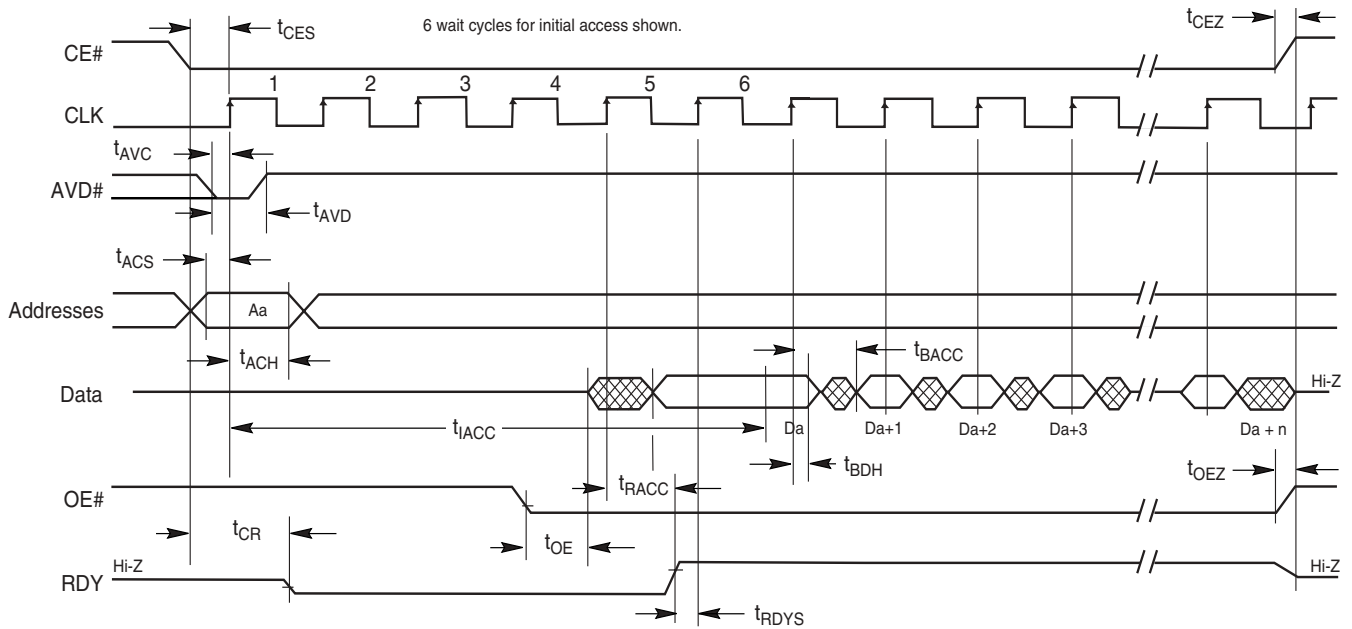 6 wait cycles for initial access shown.
tCES
tCEZ
CE#
1 2 3 4 5 6
CLK
tAVC
AVD#
tAVD
tACS
Addresses
Aa
tACH
tBACC
Data
Hi-Z
tIACC
Da
Da+1
Da+2
Da+3
Da + n
tBDH
tOEZ
OE#
tRACC
tCR
tOE
Hi-Z
RDY
Hi-Z
tRDYS